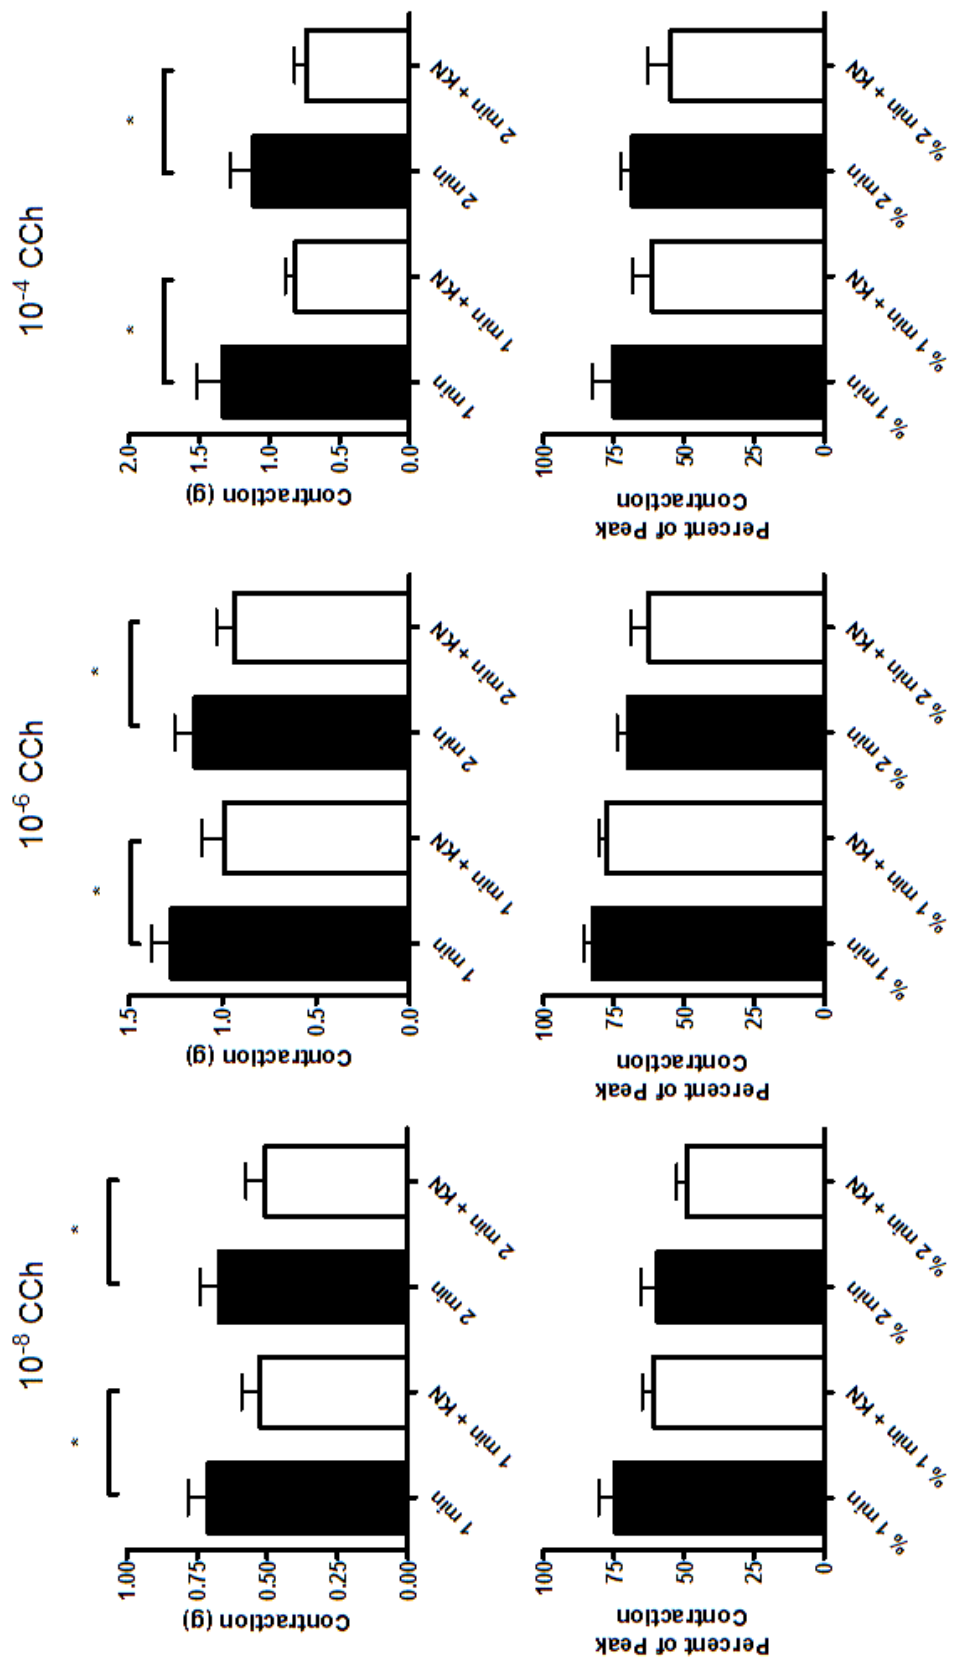 10⁻⁸ CCh
10⁻⁶ CCh
10⁻⁴ CCh
*
*
Contraction (g)
1.00
0.75
0.50
0.25
0.00
1 min
1 min + KN
2 min
2 min + KN
*
*
Contraction (g)
1.5
1.0
0.5
0.0
1 min
1 min + KN
2 min
2 min + KN
*
*
Contraction (g)
2.0
1.5
1.0
0.5
0.0
1 min
1 min + KN
2 min
2 min + KN
Percent of Peak
Contraction
100
75
50
25
0
% 1 min
% 1 min + KN
% 2 min
% 2 min + KN
Percent of Peak
Contraction
100
75
50
25
0
% 1 min
% 1 min + KN
% 2 min
% 2 min + KN
Percent of Peak
Contraction
100
75
50
25
0
% 1 min
% 1 min + KN
% 2 min
% 2 min + KN